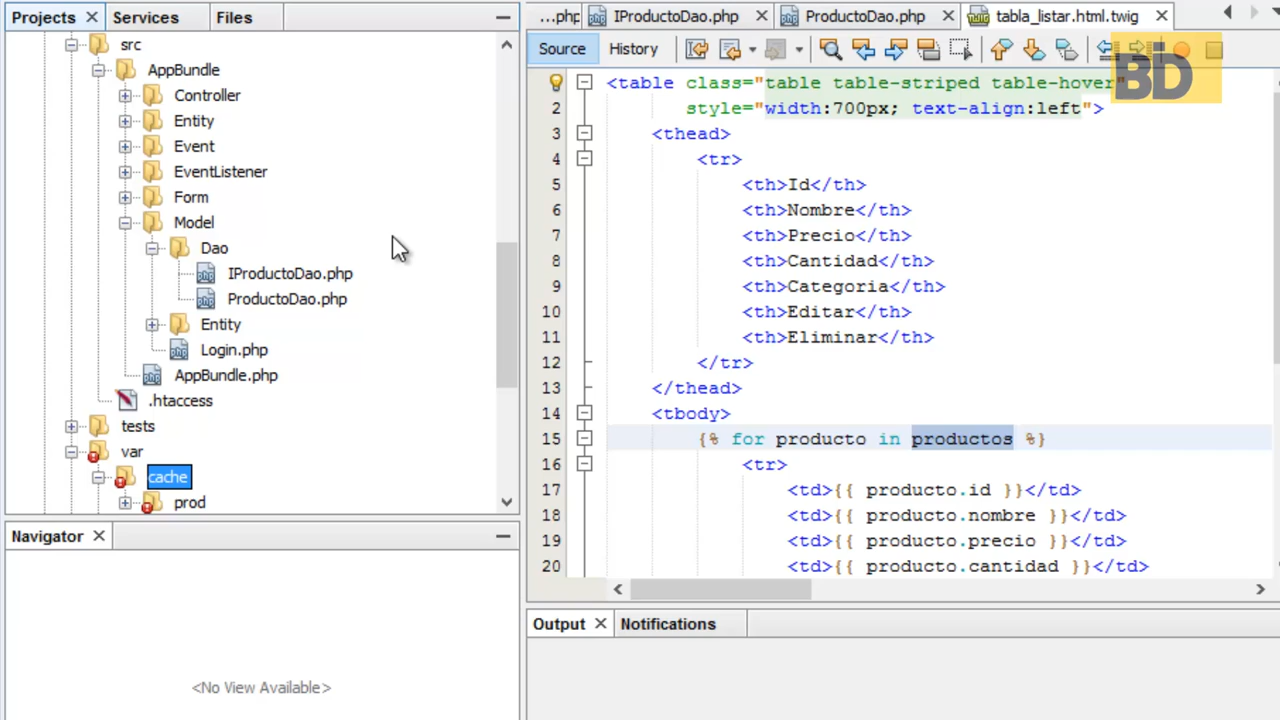 Projects
Services
Files
src
AppBundle
Controller
Entity
Event
EventListener
Form
Model
Dao
IProductoDao.php
ProductoDao.php
Entity
Login.php
AppBundle.php
.htaccess
tests
var
cache
prod
Navigator
<No View Available>
...php
IProductoDao.php
ProductoDao.php
tabla_listar.html.twig
Source
History
BD
<table class="table table-striped table-hover"
2 style="width:700px; text-align:left">
3 <thead>
4 <tr>
5 <th>Id</th>
6 <th>Nombre</th>
7 <th>Precio</th>
8 <th>Cantidad</th>
9 <th>Categoria</th>
10 <th>Editar</th>
11 <th>Eliminar</th>
12 </tr>
13 </thead>
14 <tbody>
15 {% for producto in productos %}
16 <tr>
17 <td>{{ producto.id }}</td>
18 <td>{{ producto.nombre }}</td>
19 <td>{{ producto.precio }}</td>
20 <td>{{ producto.cantidad }}</td>
Output
Notifications